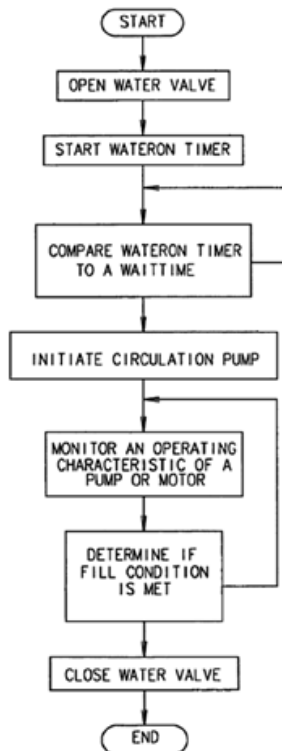 START
OPEN WATER VALVE
START WATERON TIMER
COMPARE WATERON TIMER
TO A WAITTIME
INITIATE CIRCULATION PUMP
MONITOR AN OPERATING
CHARACTERISTIC OF A
PUMP OR MOTOR
DETERMINE IF
FILL CONDITION
IS MET
CLOSE WATER VALVE
END